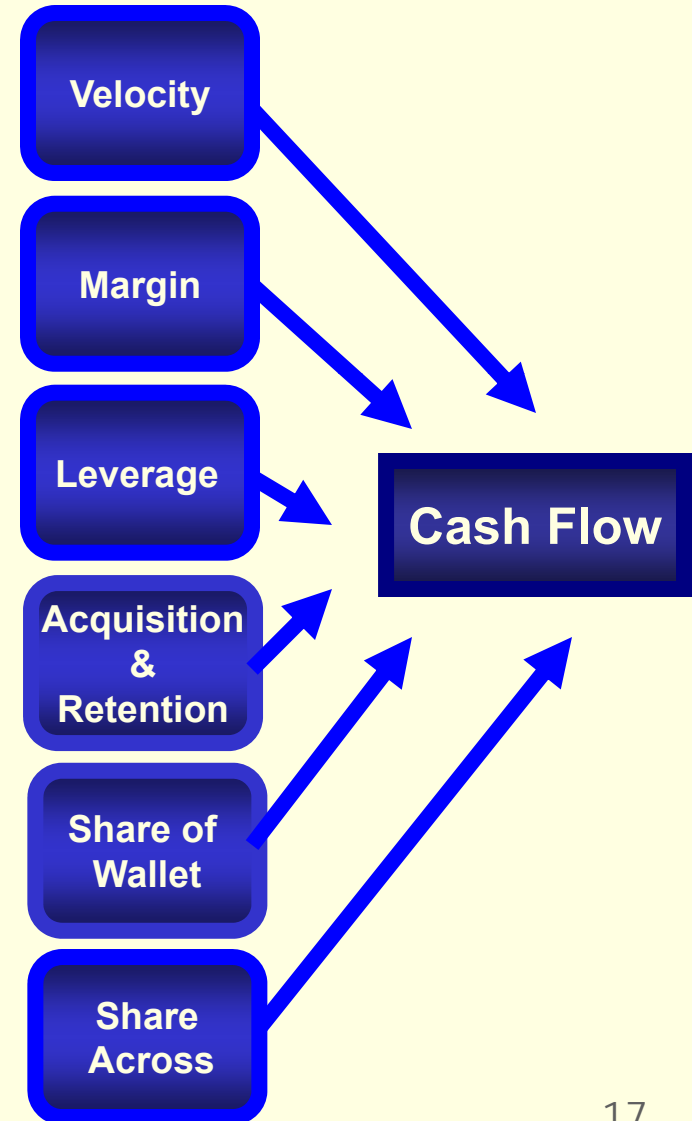 Velocity
Margin
Leverage
Cash Flow
Acquisition
&
Retention
Share of
Wallet
Share
Across
17